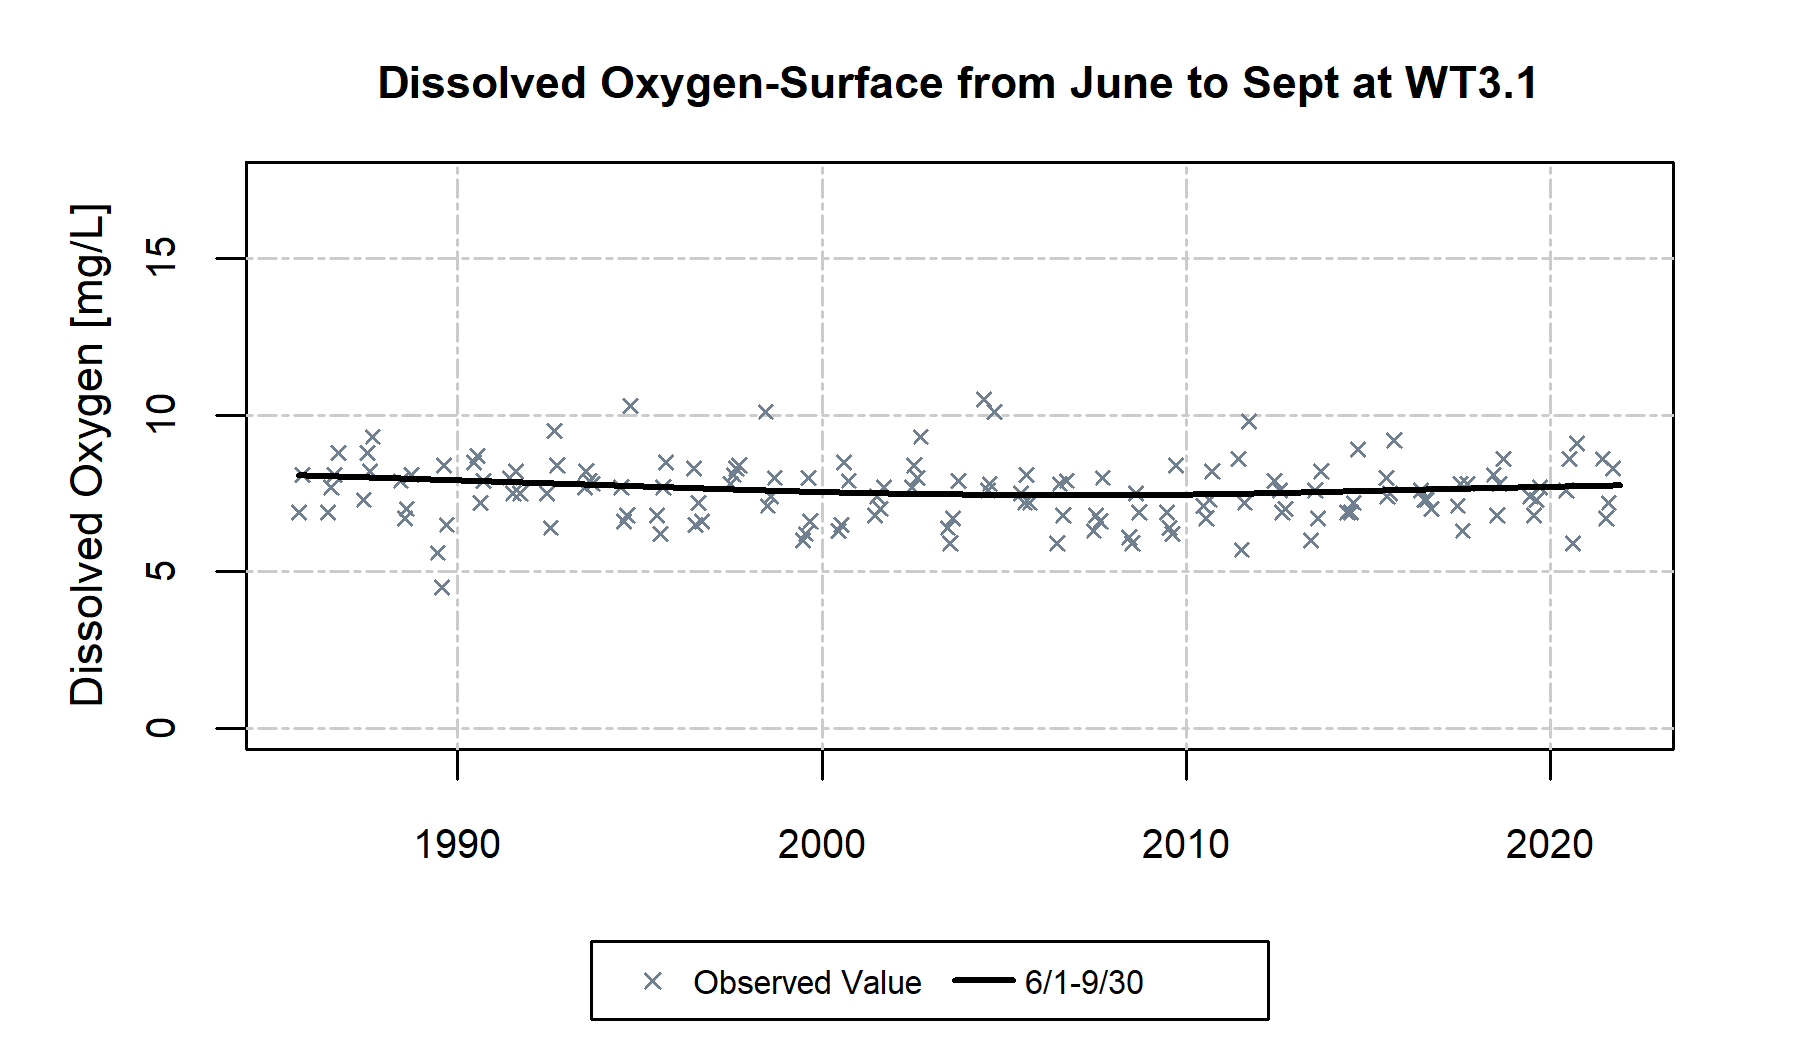 Dissolved Oxygen-Surface from June to Sept at WT3.1
Dissolved Oxygen [mg/L]
15
10
5
0
1990 2000 2010 2020
Observed Value 6/1-9/30